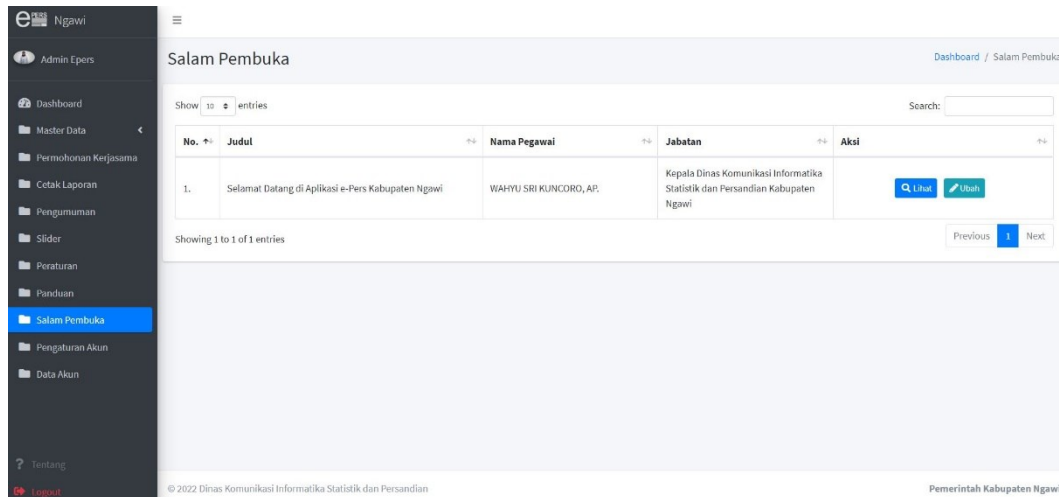 e PERS Ngawi
Admin Epers
Dashboard
Master Data
Permohonan Kerjasama
Cetak Laporan
Pengumuman
Slider
Peraturan
Panduan
Salam Pembuka
Pengaturan Akun
Data Akun
Tentang
Logout
Salam Pembuka
Dashboard / Salam Pembuka
Show 10 entries
Search:
No. Judul Nama Pegawai Jabatan Aksi
1. Selamat Datang di Aplikasi e-Pers Kabupaten Ngawi WAHYU SRI KUNCORO, AP. Kepala Dinas Komunikasi Informatika
Statistik dan Persandian Kabupaten
Ngawi
Lihat Ubah
Showing 1 to 1 of 1 entries
Previous 1 Next
© 2022 Dinas Komunikasi Informatika Statistik dan Persandian
Pemerintah Kabupaten Ngawi